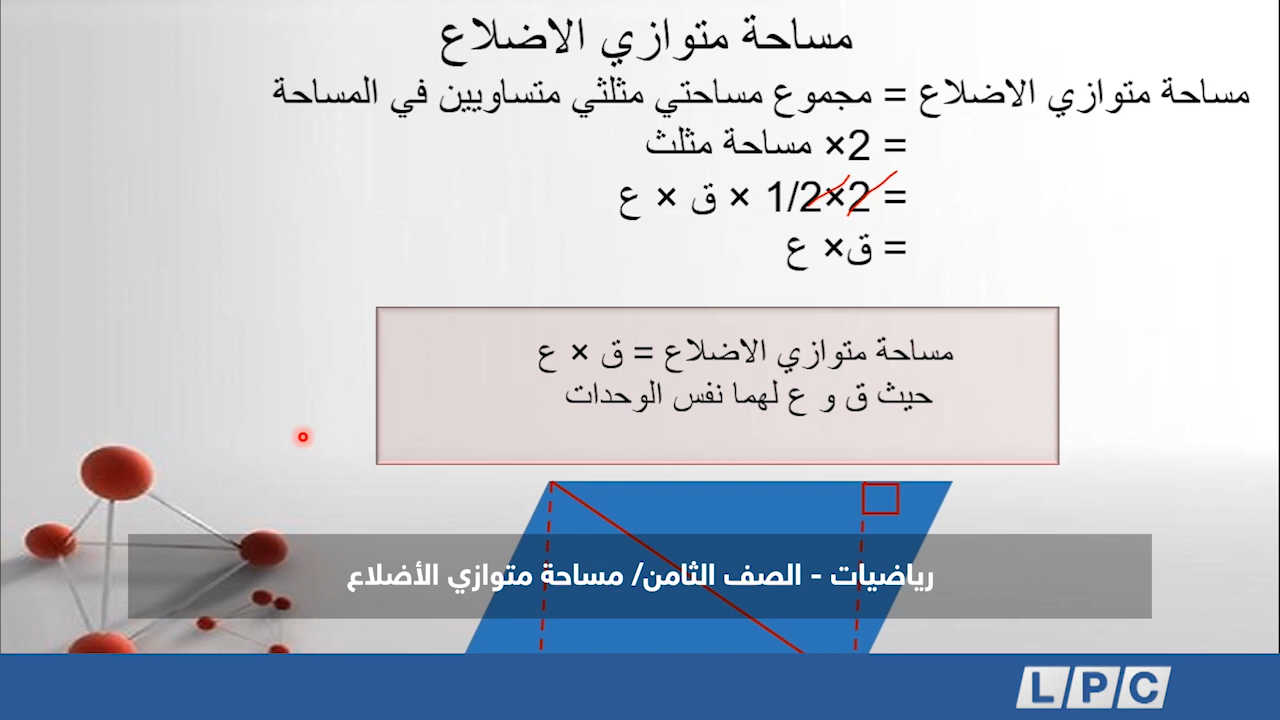 مساحة متوازي الاضلاع
مساحة متوازي الاضلاع = مجموع مساحتي مثلثي متساويين في المساحة
= 2× مساحة مثلث
= 2×1/2 × ق × ع
= ق× ع
مساحة متوازي الاضلاع = ق × ع
حيث ق و ع لهما نفس الوحدات
رياضيات - الصف الثامن/ مساحة متوازي الأضلاع
LPC